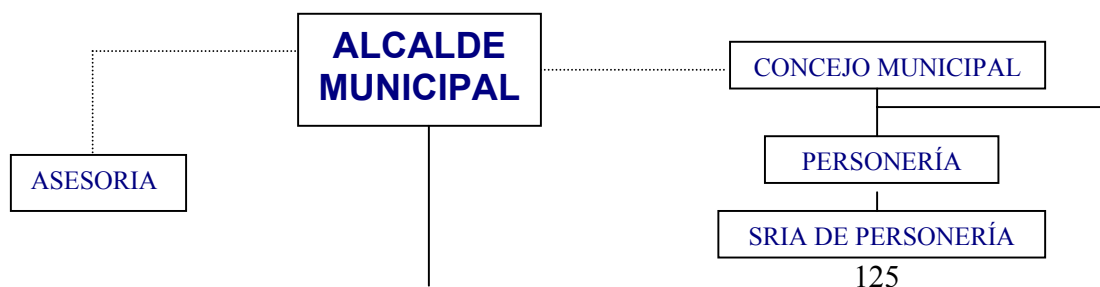 ALCALDE
MUNICIPAL
CONCEJO MUNICIPAL
ASESORIA
PERSONERÍA
SRIA DE PERSONERÍA
125